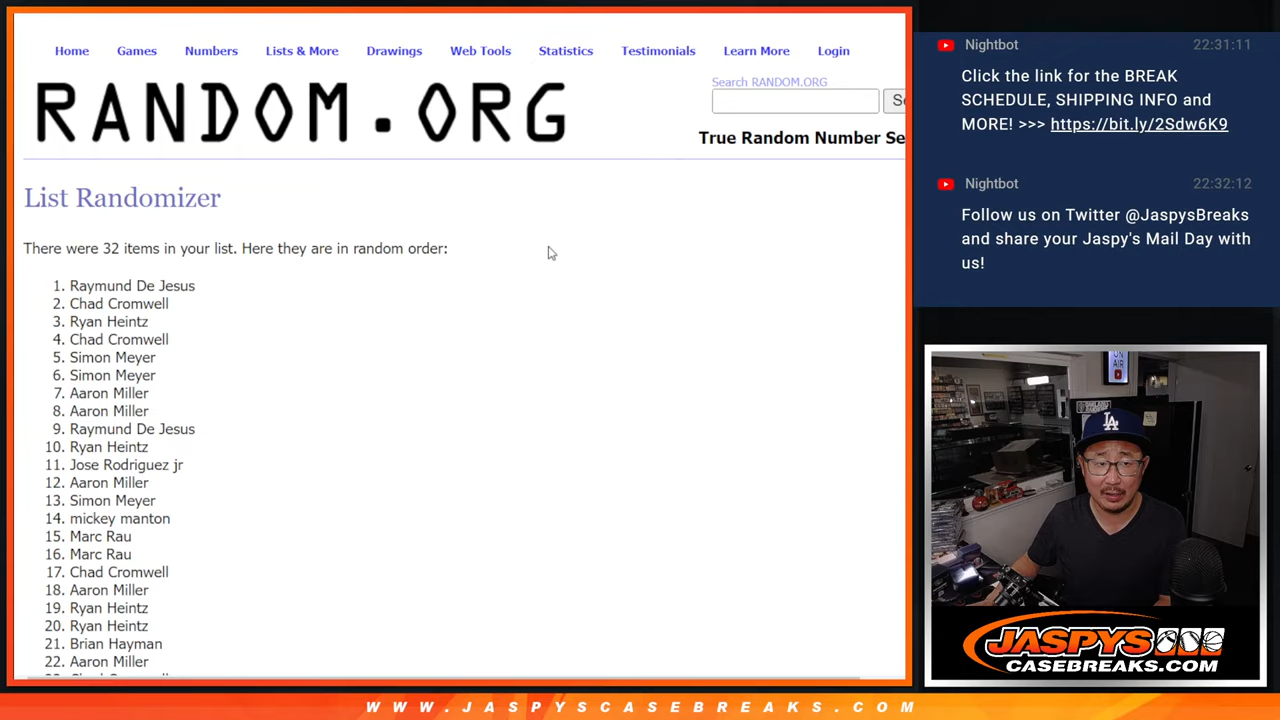 Home Games Numbers Lists & More Drawings Web Tools Statistics Testimonials Learn More Login
RANDOM.ORG
Search RANDOM.ORG
True Random Number Se
List Randomizer
There were 32 items in your list. Here they are in random order:
1. Raymund De Jesus
2. Chad Cromwell
3. Ryan Heintz
4. Chad Cromwell
5. Simon Meyer
6. Simon Meyer
7. Aaron Miller
8. Aaron Miller
9. Raymund De Jesus
10. Ryan Heintz
11. Jose Rodriguez jr
12. Aaron Miller
13. Simon Meyer
14. mickey manton
15. Marc Rau
16. Marc Rau
17. Chad Cromwell
18. Aaron Miller
19. Ryan Heintz
20. Ryan Heintz
21. Brian Hayman
22. Aaron Miller
Nightbot 22:31:11
Click the link for the BREAK
SCHEDULE, SHIPPING INFO and
MORE! >>> https://bit.ly/2Sdw6K9
Nightbot 22:32:12
Follow us on Twitter @JaspysBreaks
and share your Jaspy's Mail Day with
us!
ON
AIR
LA
JASPYS
CASEBREAKS.COM
WWW.JASPYSCASEBREAKS.COM